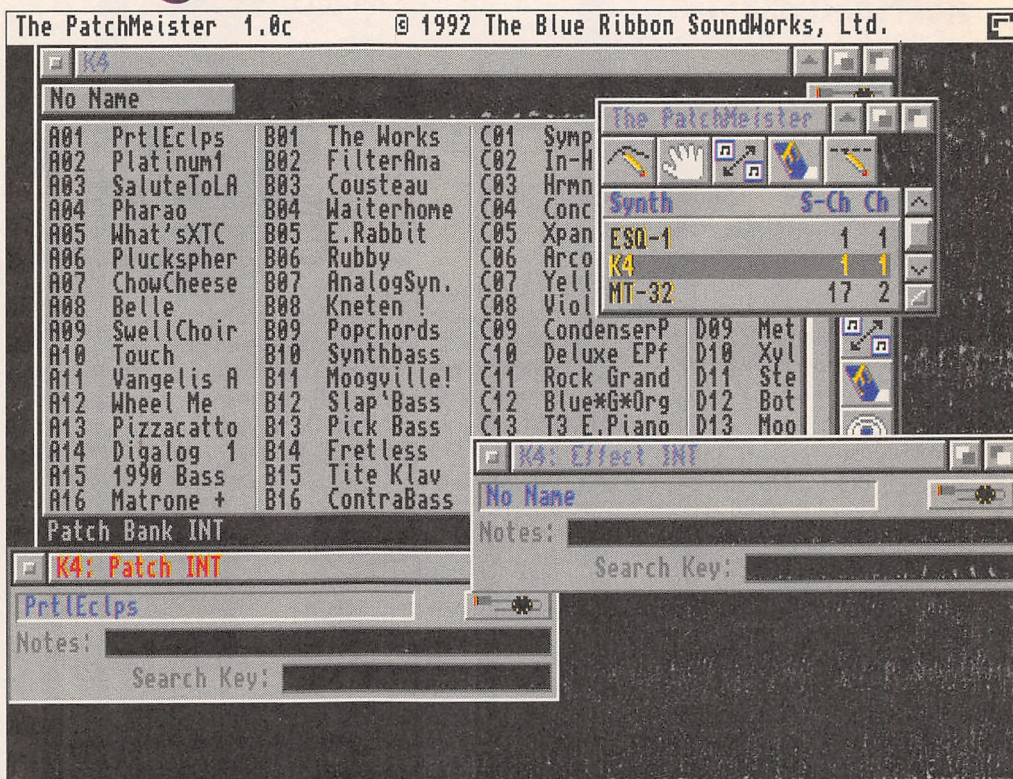 The PatchMeister 1.0c © 1992 The Blue Ribbon SoundWorks, Ltd.
K4
No Name
A01 PrtlEclps B01 The Works C01 Symp
A02 Platinum1 B02 FilterAna C02 In-H
A03 SaluteToLA B03 Cousteau C03 Hrmn
A04 Pharao B04 Waiterhome C04 Conc
A05 What'sXTC B05 E.Rabbit C05 Xpan
A06 Pluckspher B06 Rubby C06 Arco
A07 ChowCheese B07 AnalogSyn. C07 Yell
A08 Belle B08 Kneten ! C08 Viol
A09 SwellChoir B09 Popchords C09 CondenserP D09 Met
A10 Touch B10 Synthbass C10 Deluxe EPf D10 Xyl
A11 Vangelis A B11 Moogville! C11 Rock Grand D11 Ste
A12 Wheel Me B12 Slap'Bass C12 Blue*G*Org D12 Bot
A13 Pizzacatto B13 Pick Bass C13 T3 E.Piano D13 Moo
A14 Digalog 1 B14 Fretless
A15 1990 Bass B15 Tite Klav
A16 Matrone + B16 ContraBass
Patch Bank INT
The PatchMeister
Synth S-Ch Ch
ESQ-1 1 1
K4 1 1
MT-32 17 2
K4: Effect INT
No Name
Notes:
Search Key:
K4: Patch INT
PrtlEclps
Notes:
Search Key: